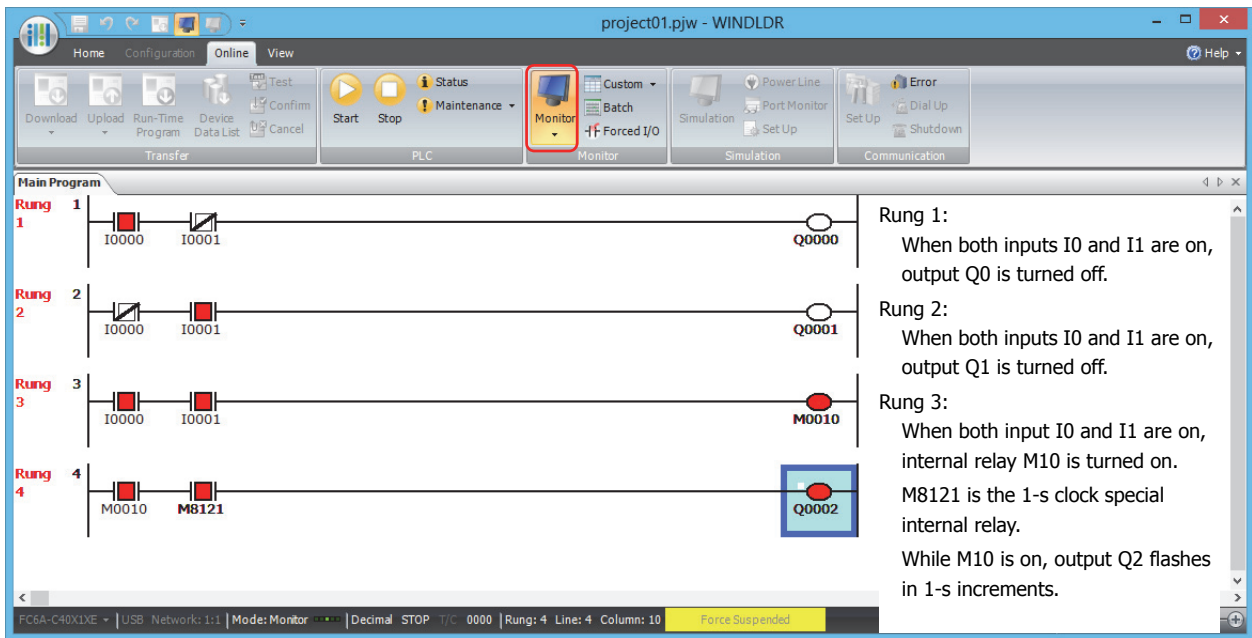 project01.pjw - WINDLDR
Home Configuration Online View
Help
Download Upload Run-Time Program Device Data List Test Confirm Cancel
Transfer
Start Stop Status Maintenance
PLC
Monitor Custom Batch Forced I/O
Monitor
Simulation Power Line Port Monitor Set Up
Simulation
Set Up Error Dial Up Shutdown
Communication
Main Program
Rung 1
1
I0000 I0001 Q0000
Rung 2
2
I0000 I0001 Q0001
Rung 3
3
I0000 I0001 M0010
Rung 4
4
M0010 M8121 Q0002
Rung 1:
When both inputs I0 and I1 are on,
output Q0 is turned off.
Rung 2:
When both inputs I0 and I1 are on,
output Q1 is turned off.
Rung 3:
When both input I0 and I1 are on,
internal relay M10 is turned on.
M8121 is the 1-s clock special
internal relay.
While M10 is on, output Q2 flashes
in 1-s increments.
FC6A-C40X1XE USB Network: 1:1 Mode: Monitor Decimal STOP T/C 0000 Rung: 4 Line: 4 Column: 10 Force Suspended